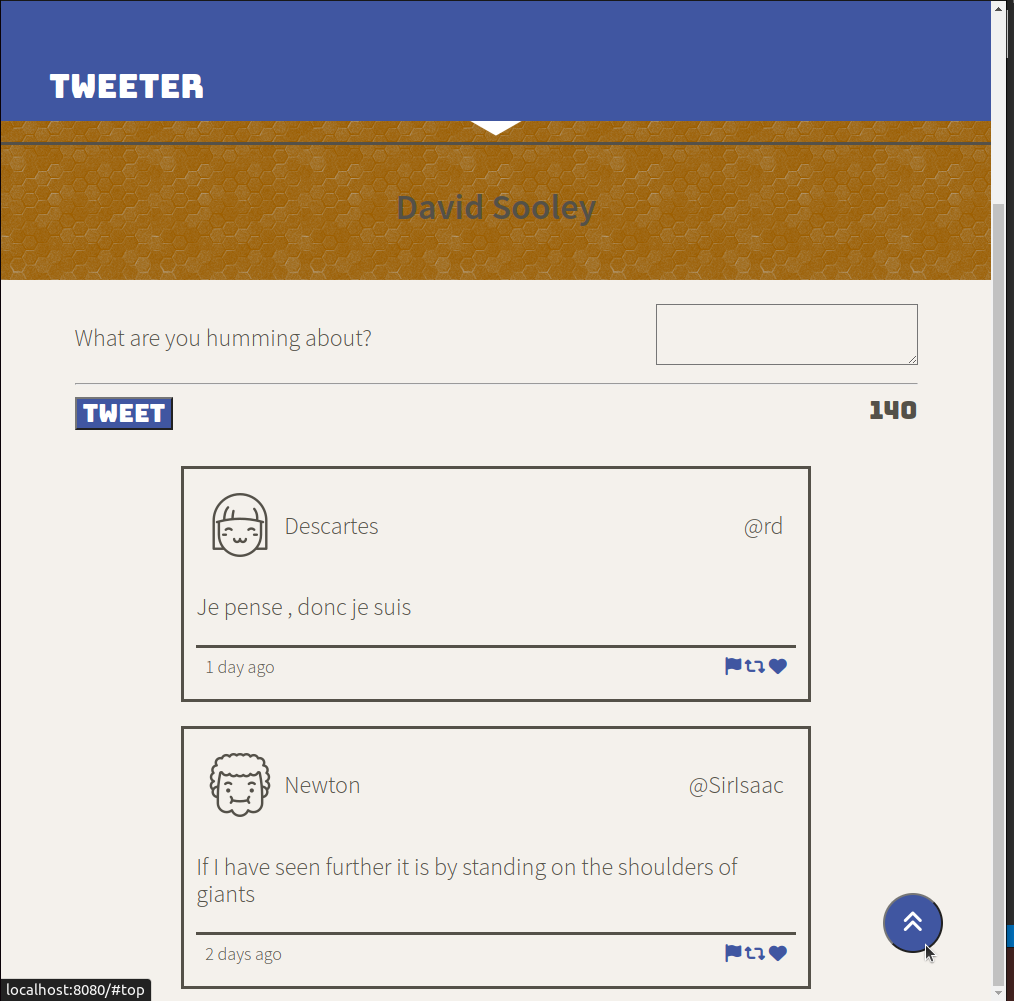 TWEETER
David Sooley
What are you humming about?
TWEET
140
Descartes
@rd
Je pense , donc je suis
1 day ago
Newton
@SirIsaac
If I have seen further it is by standing on the shoulders of
giants
2 days ago
localhost:8080/#top